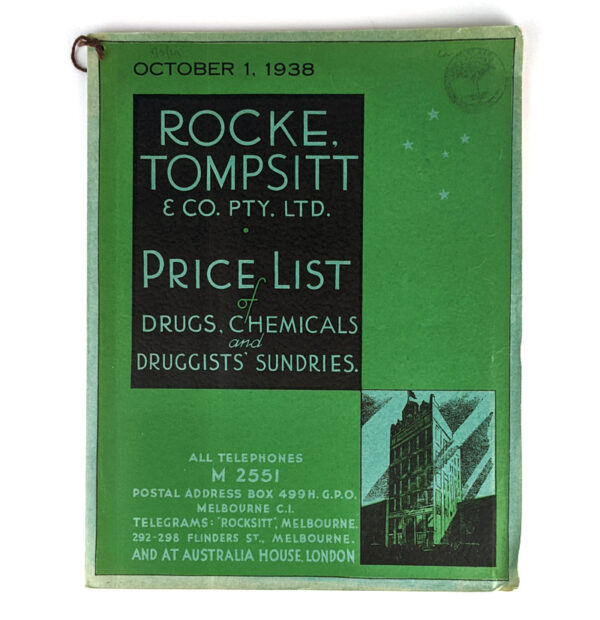 OCTOBER 1, 1938
ROCKE,
TOMPSITT
& CO. PTY. LTD.
PRICE LIST
of
DRUGS, CHEMICALS
and
DRUGGISTS' SUNDRIES.
ALL TELEPHONES
M 2551
POSTAL ADDRESS BOX 499H. G.P.O.
MELBOURNE C.1.
TELEGRAMS: "ROCKSITT", MELBOURNE.
292-298 FLINDERS ST., MELBOURNE.
AND AT AUSTRALIA HOUSE, LONDON